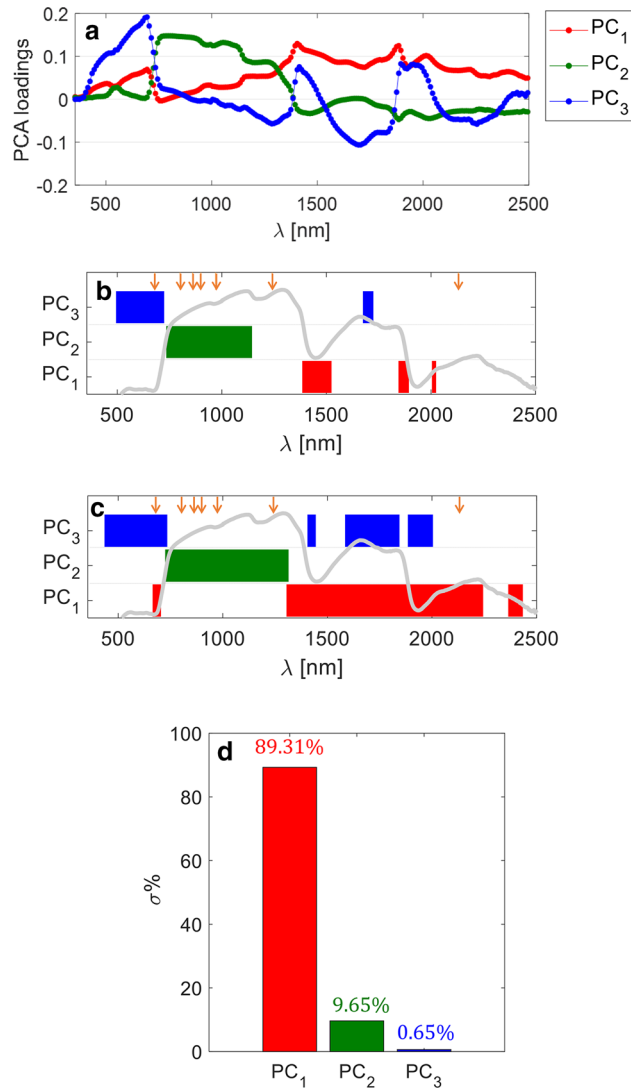 a
0.2
0.1
0
-0.1
-0.2
PCA loadings
500 1000 1500 2000 2500
λ [nm]
PC1
PC2
PC3
b
PC3
PC2
PC1
500 1000 1500 2000 2500
λ [nm]
c
PC3
PC2
PC1
500 1000 1500 2000 2500
λ [nm]
d
100
80
60
40
20
0
σ%
89.31%
9.65%
0.65%
PC1 PC2 PC3